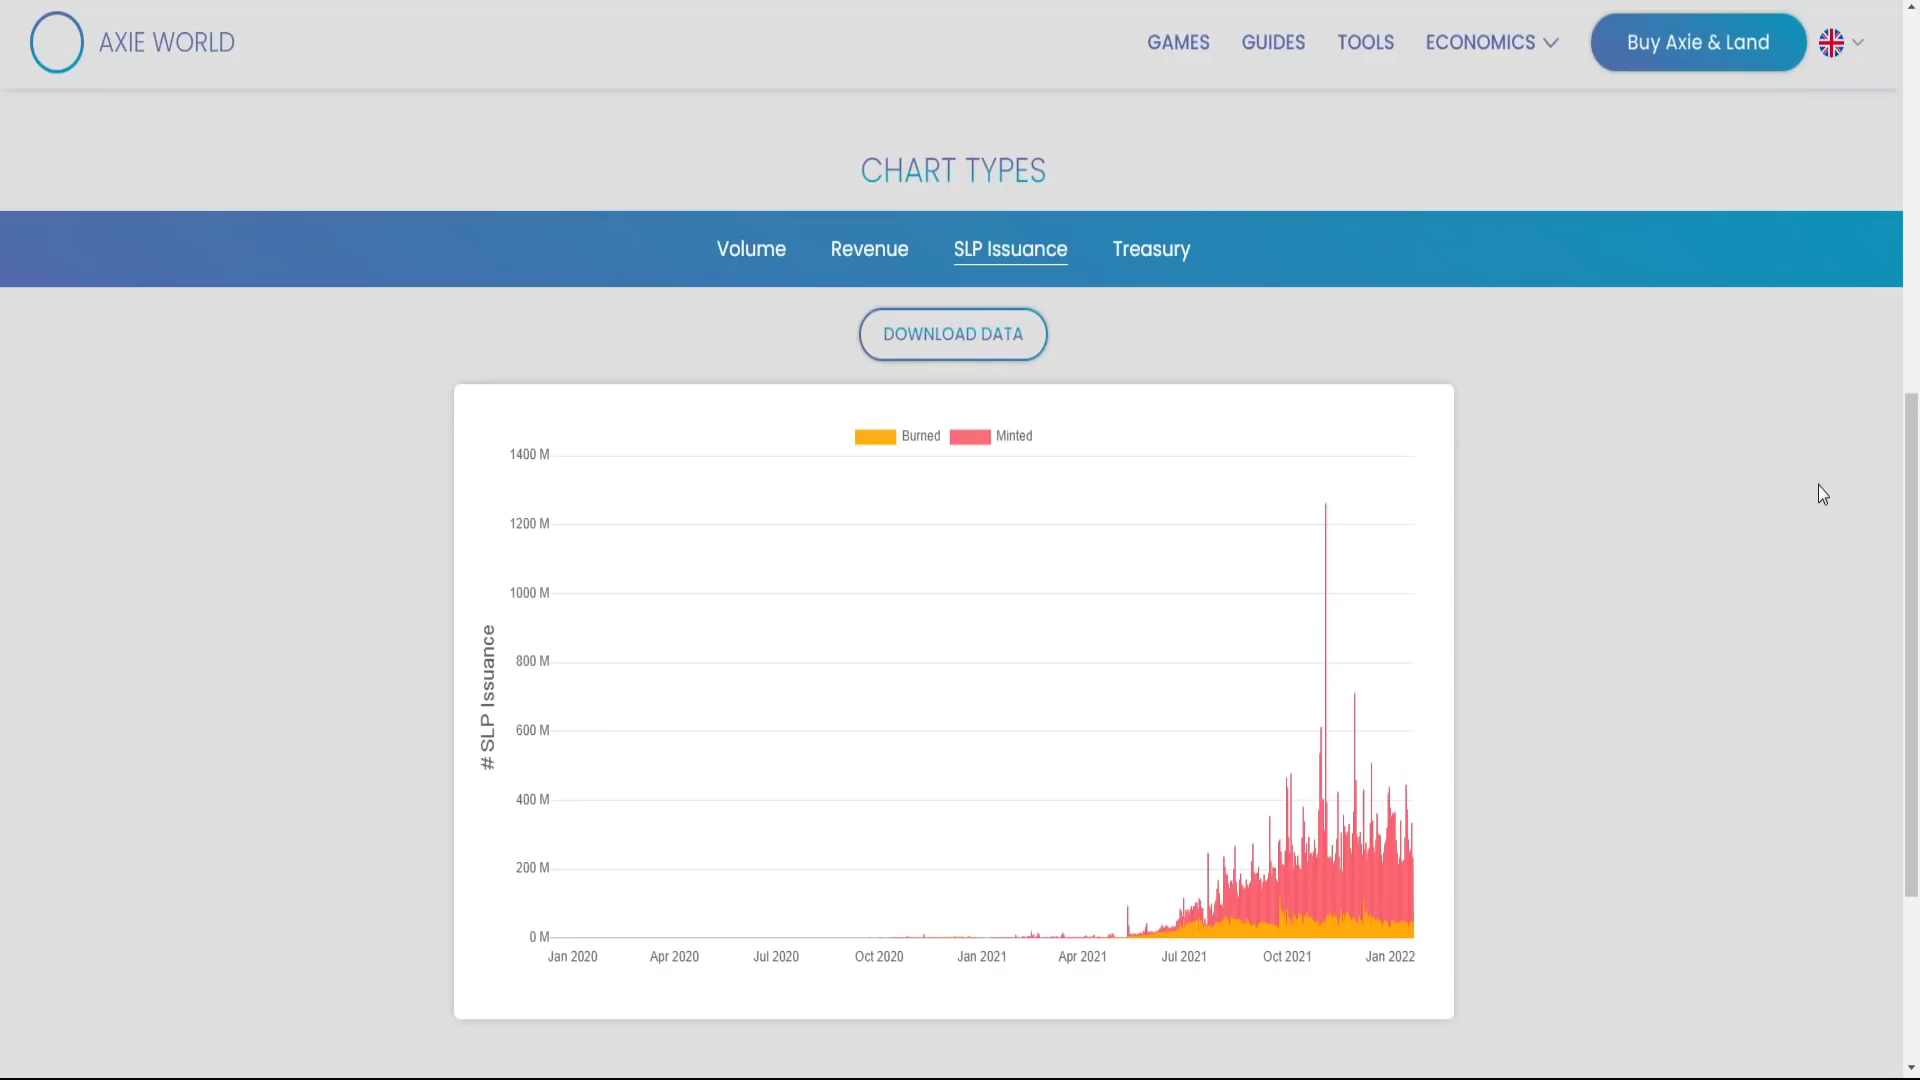 AXIE WORLD
GAMES GUIDES TOOLS ECONOMICS Buy Axie & Land
CHART TYPES
Volume Revenue SLP Issuance Treasury
DOWNLOAD DATA
Burned Minted
1400 M
1200 M
1000 M
800 M
600 M
400 M
200 M
0 M
# SLP Issuance
Jan 2020 Apr 2020 Jul 2020 Oct 2020 Jan 2021 Apr 2021 Jul 2021 Oct 2021 Jan 2022